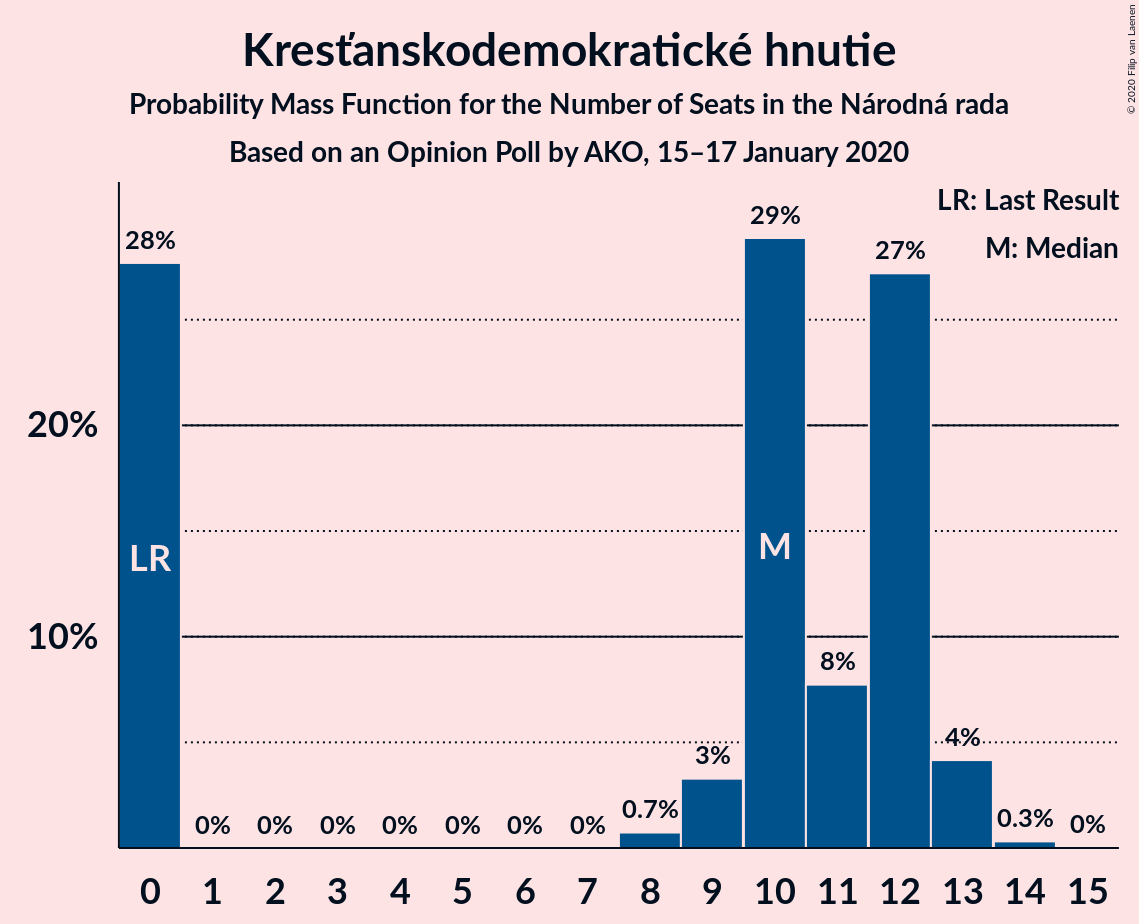 Kresťanskodemokratické hnutie
Probability Mass Function for the Number of Seats in the Národná rada
Based on an Opinion Poll by AKO, 15–17 January 2020
© 2020 Filip van Laenen
LR: Last Result
M: Median
28%
0%
0%
0%
0%
0%
0%
0%
0.7%
3%
29%
8%
27%
4%
0.3%
0%
20%
10%
LR
M
0 1 2 3 4 5 6 7 8 9 10 11 12 13 14 15